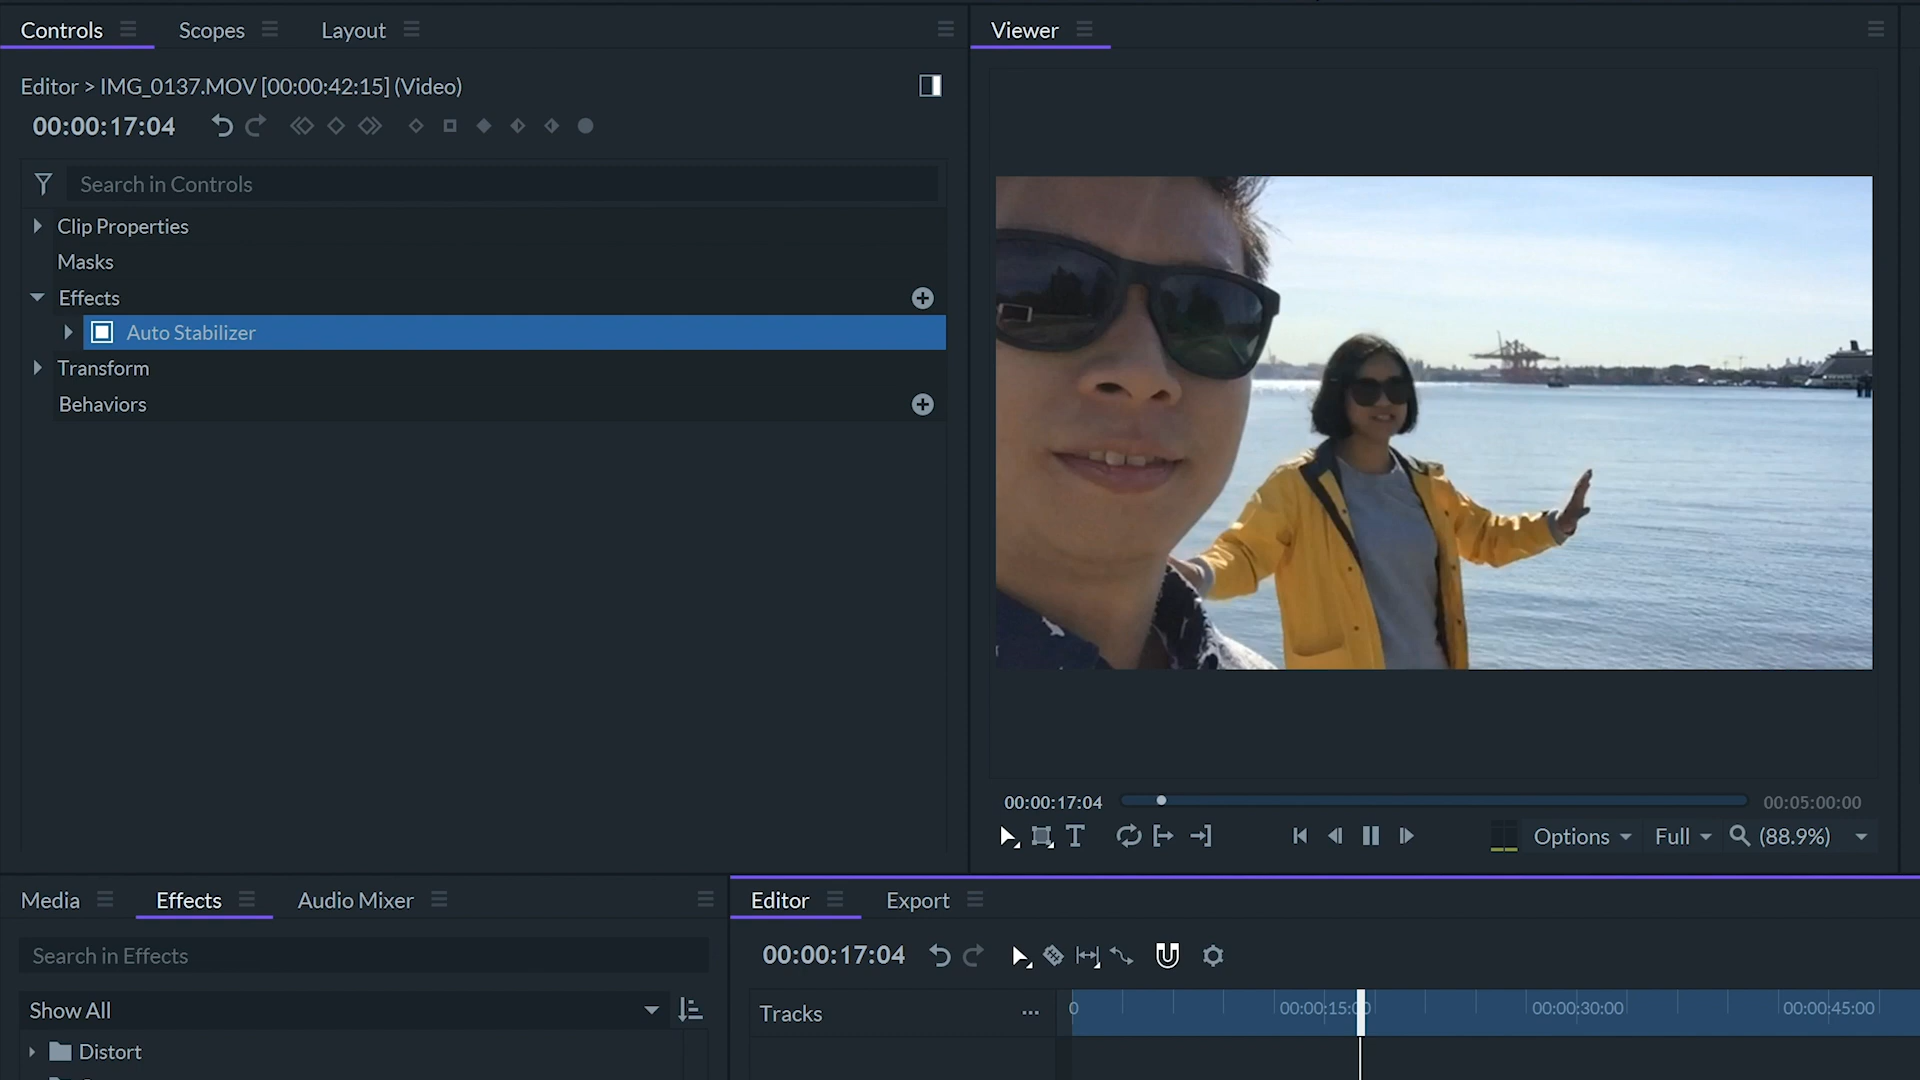 Controls
Scopes
Layout
Editor > IMG_0137.MOV [00:00:42:15] (Video)
00:00:17:04
Search in Controls
Clip Properties
Masks
Effects
Auto Stabilizer
Transform
Behaviors
Viewer
00:00:17:04
00:05:00:00
Options
Full
(88.9%)
Media
Effects
Audio Mixer
Search in Effects
Show All
Distort
Editor
Export
00:00:17:04
Tracks
0
00:00:15:00
00:00:30:00
00:00:45:00